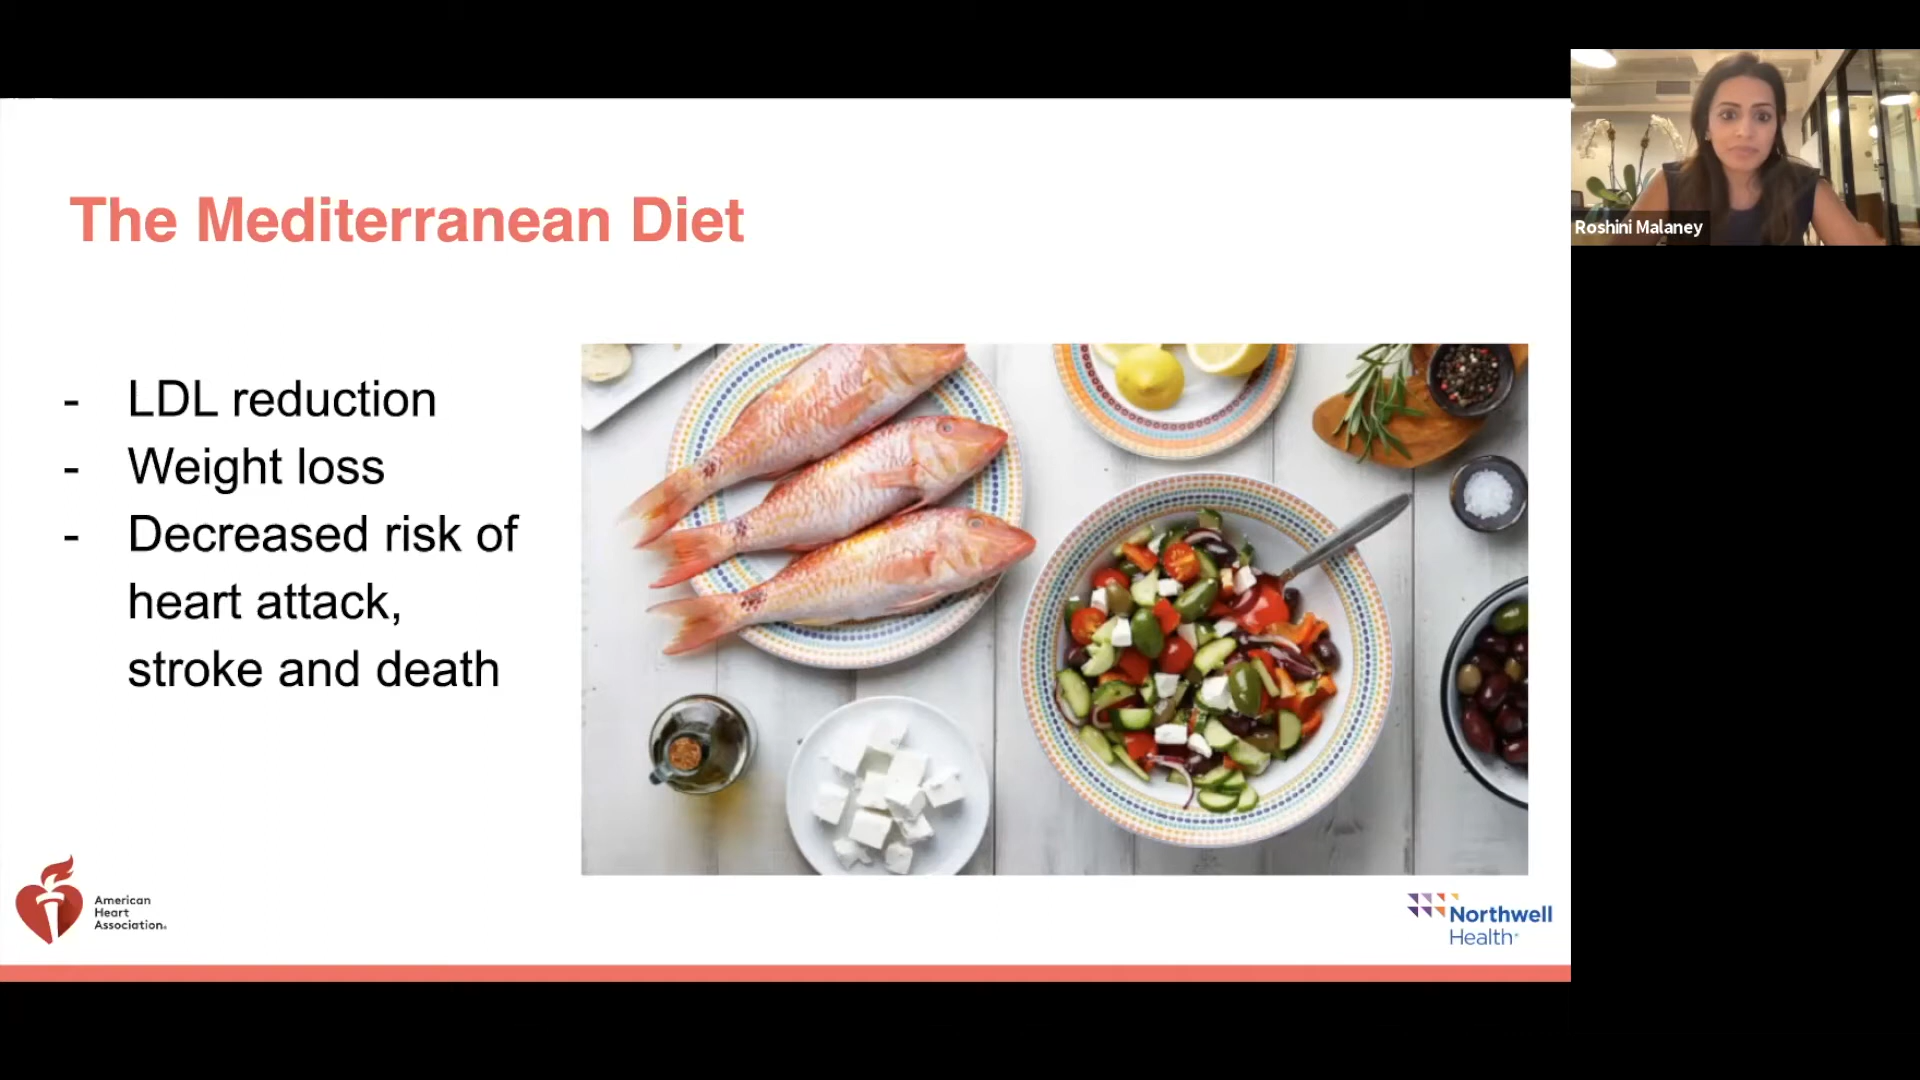 Roshini Malaney
The Mediterranean Diet
- LDL reduction
- Weight loss
- Decreased risk of
heart attack,
stroke and death
American
Heart
Association®
Northwell
Health®